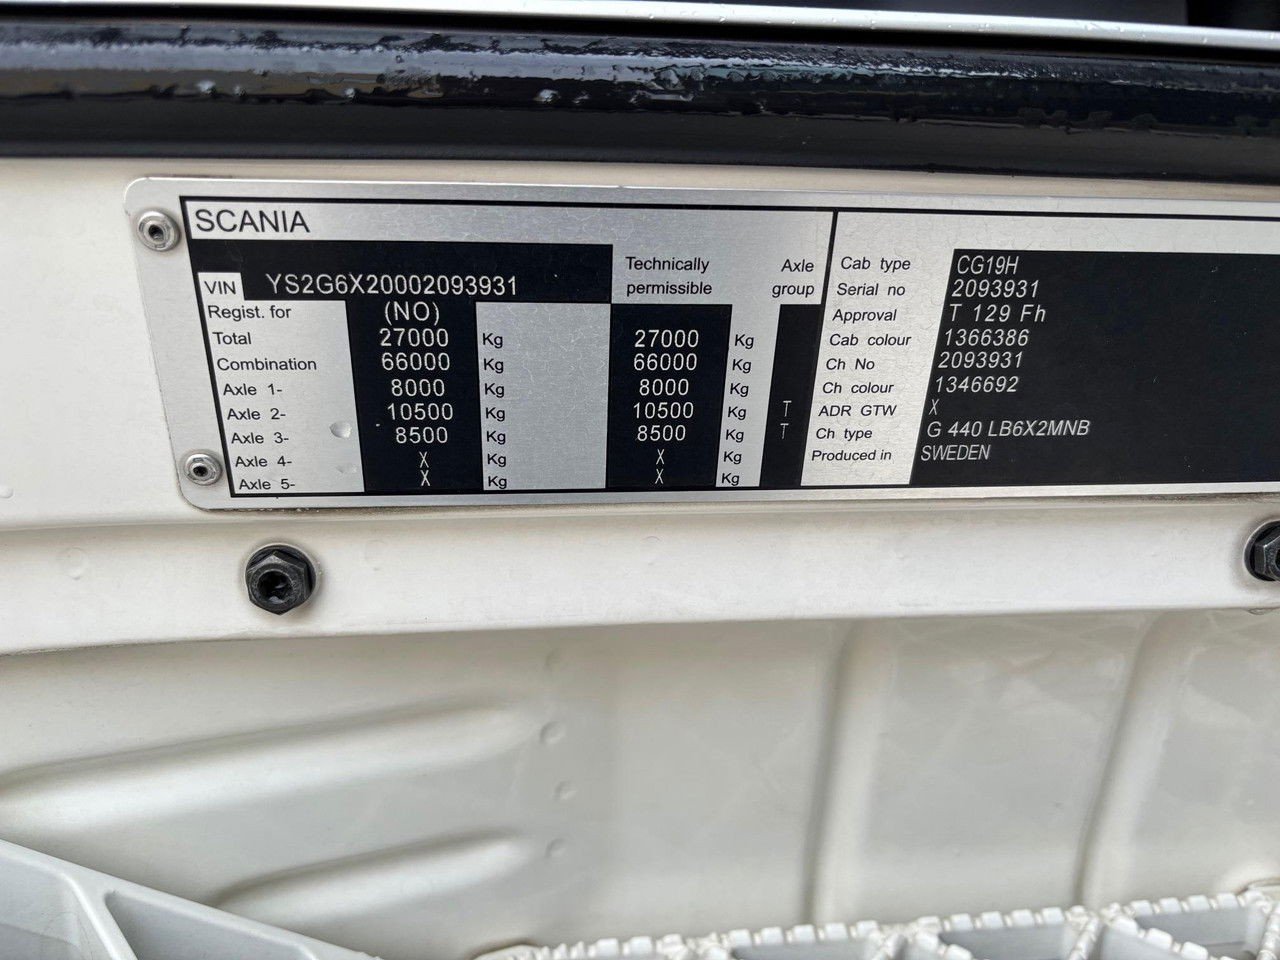 SCANIA
VIN YS2G6X20002093931
Technically permissible
Axle group
Regist. for (NO)
Total 27000 Kg 27000 Kg
Combination 66000 Kg 66000 Kg
Axle 1- 8000 Kg 8000 Kg
Axle 2- 10500 Kg 10500 Kg T
Axle 3- 8500 Kg 8500 Kg T
Axle 4- X Kg X Kg
Axle 5- X Kg X Kg
Cab type CG19H
Serial no 2093931
Approval T 129 Fh
Cab colour 1366386
Ch No 2093931
Ch colour 1346692
ADR GTW X
Ch type G 440 LB6X2MNB
Produced in SWEDEN